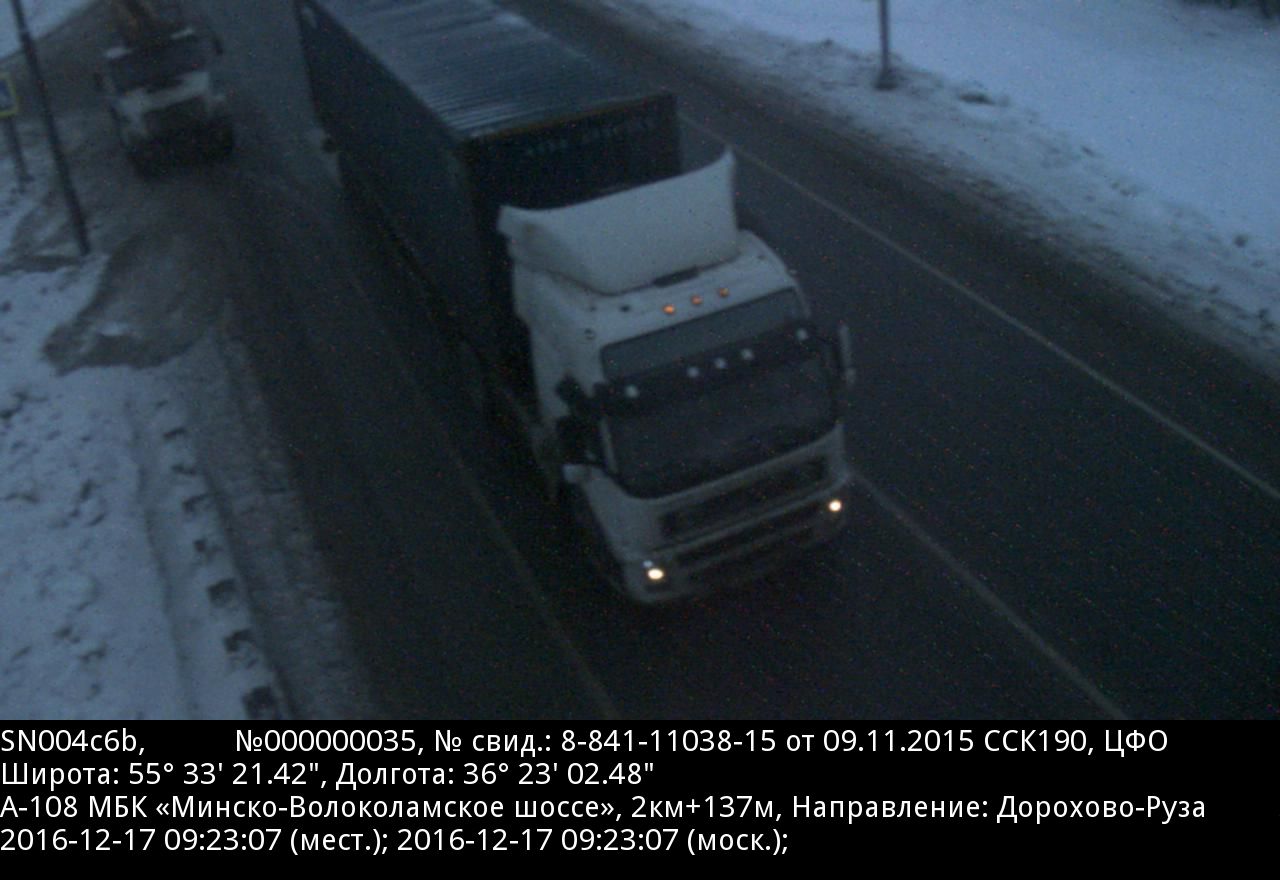 SN004c6b, №000000035, № свид.: 8-841-11038-15 от 09.11.2015 ССК190, ЦФО
Широта: 55° 33' 21.42", Долгота: 36° 23' 02.48"
А-108 МБК «Минско-Волоколамское шоссе», 2км+137м, Направление: Дорохово-Руза
2016-12-17 09:23:07 (мест.); 2016-12-17 09:23:07 (моск.);